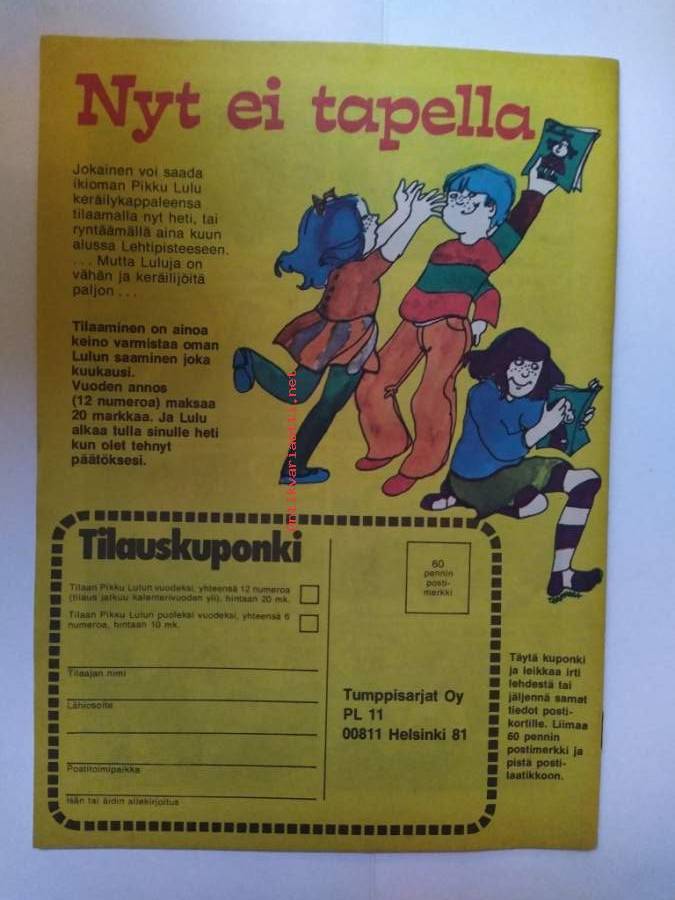 Nyt ei tapella
Jokainen voi saada
ikioman Pikku Lulu
keräilykappaleensa
tilaamalla nyt heti, tai
ryntäämällä aina kuun
alussa Lehtipisteeseen.
. . . Mutta Luluja on
vähän ja keräilijöitä
paljon . . .
Tilaaminen on ainoa
keino varmistaa oman
Lulun saaminen joka
kuukausi.
Vuoden annos
(12 numeroa) maksaa
20 markkaa. Ja Lulu
alkaa tulla sinulle heti
kun olet tehnyt
päätöksesi.
antikvariaatti.net
Tilauskuponki
Tilaan Pikku Lulun vuodeksi, yhteensä 12 numeroa
(tilaus jatkuu kalenterivuoden yli), hintaan 20 mk.
Tilaan Pikku Lulun puoleksi vuodeksi, yhteensä 6
numeroa, hintaan 10 mk.
Tilaajan nimi
Lähiosoite
Postitoimipaikka
Isän tai äidin allekirjoitus
60
pennin
posti-
merkki
Tumppisarjat Oy
PL 11
00811 Helsinki 81
Täytä kuponki
ja leikkaa irti
lehdestä tai
jäljennä samat
tiedot posti-
kortille. Liimaa
60 pennin
postimerkki ja
pistä posti-
laatikkoon.